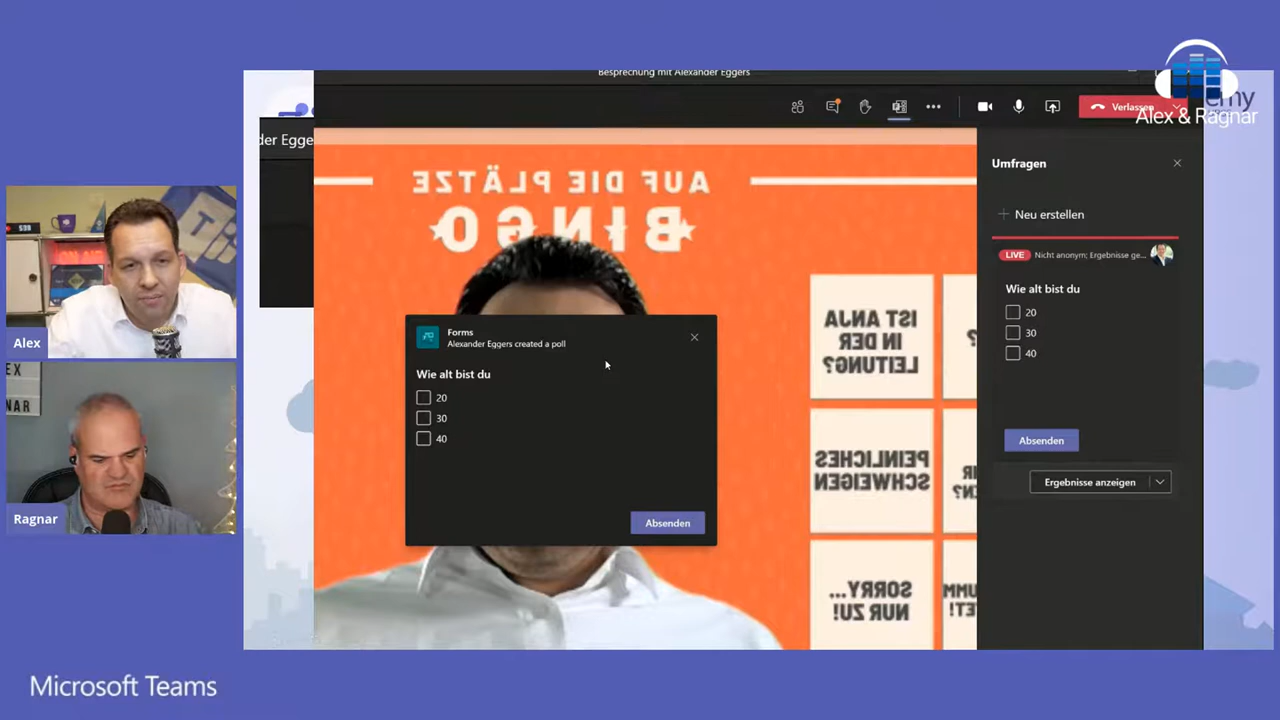 Besprechung mit Alexander Eggers
Alex & Ragnar
Verlassen
der Egge
AUF DIE PLÄTZE
BINGO
IST ANJA
IN DER
LEITUNG?
PEINLICHES
SCHWEIGEN
SORRY...
NUR ZU!
Forms
Alexander Eggers created a poll
Wie alt bist du
20
30
40
Absenden
Umfragen
Neu erstellen
LIVE Nicht anonym; Ergebnisse ge...
Wie alt bist du
20
30
40
Absenden
Ergebnisse anzeigen
ON AIR
Alex
Ragnar
Microsoft Teams